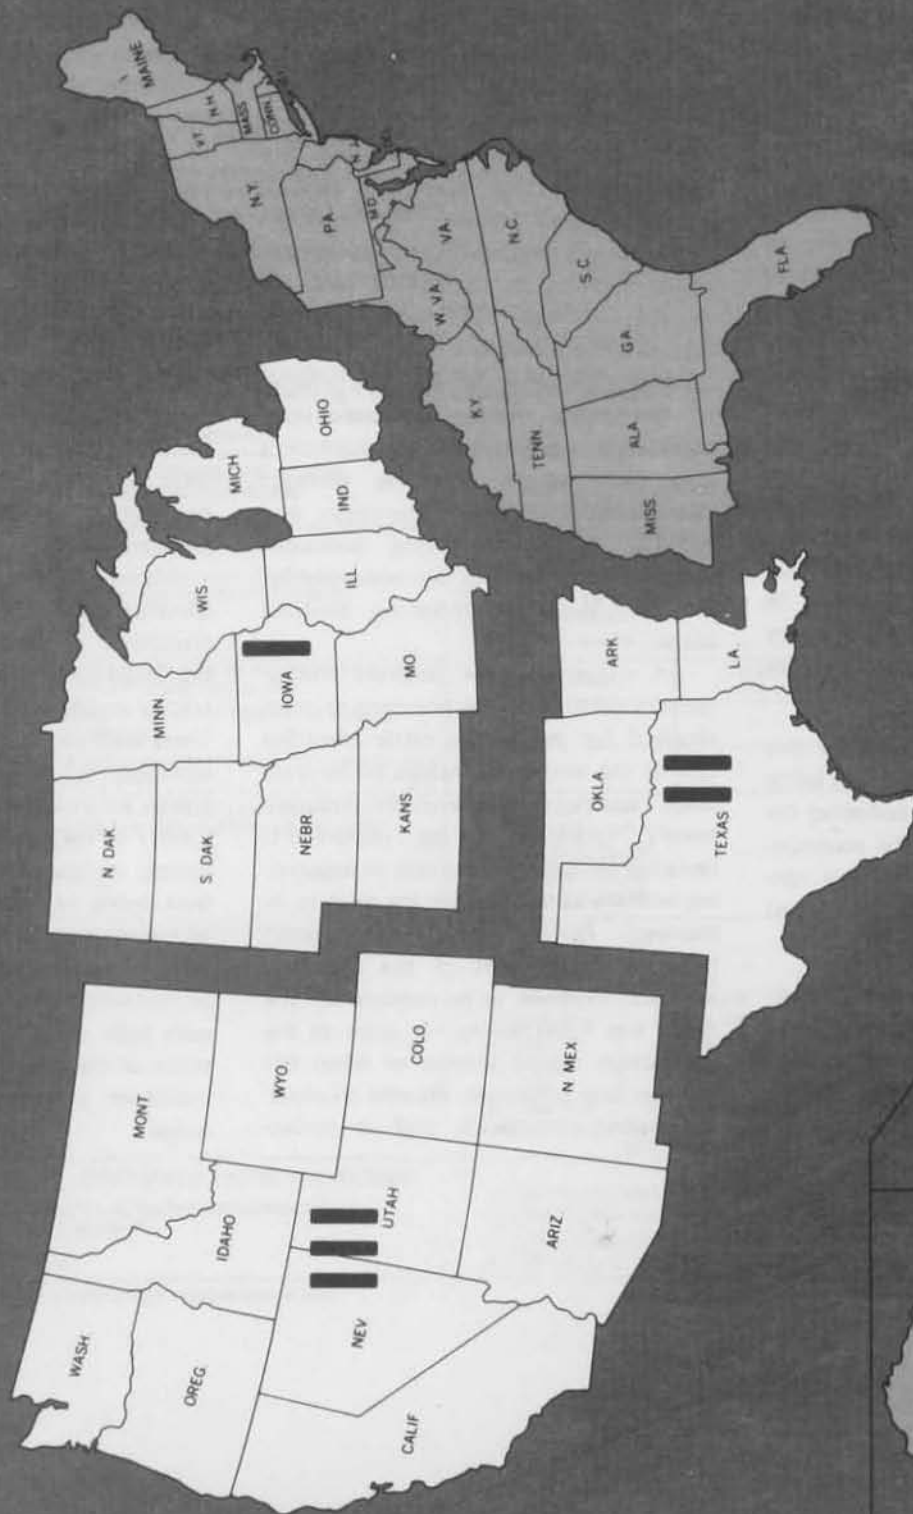 WASH.
OREG.
CALIF
NEV
IDAHO
MONT.
WYO.
UTAH
COLO.
ARIZ.
N MEX
N. DAK.
S. DAK.
NEBR.
KANS.
MINN
IOWA
MO.
WIS
ILL.
MICH
IND.
OHIO
OKLA.
TEXAS
ARK
LA.
MAINE
VT.
N.H.
MASS
CONN.
N.Y.
PA.
MD.
W. VA.
VA.
KY.
TENN
N.C.
S.C.
MISS.
ALA.
GA.
FLA.